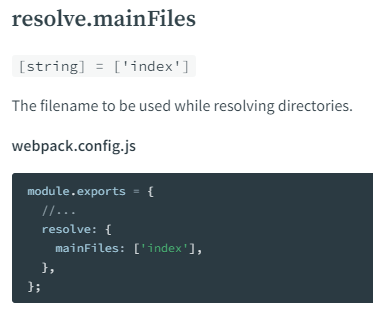 resolve.mainFiles
[string] = ['index']
The filename to be used while resolving directories.
webpack.config.js
module.exports = {
  //...
  resolve: {
    mainFiles: ['index'],
  },
};